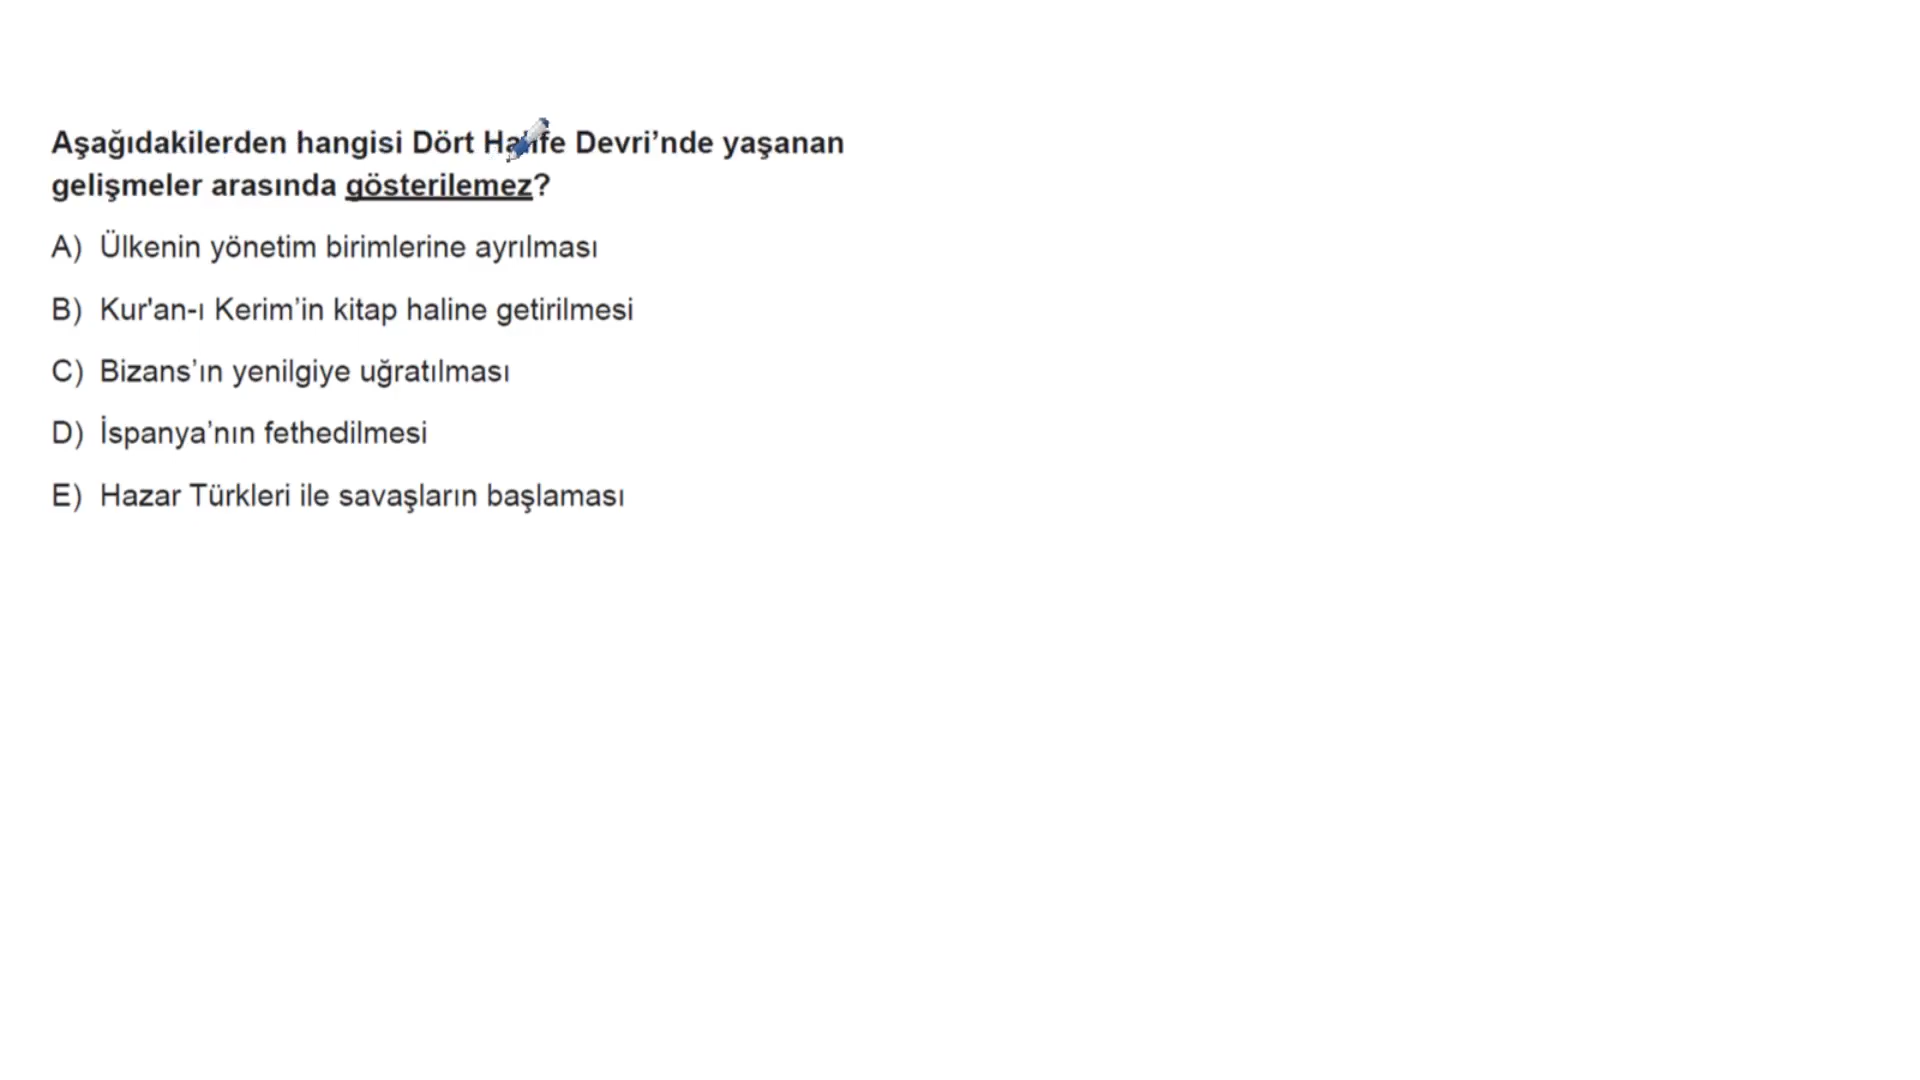 Aşağıdakilerden hangisi Dört Halife Devri’nde yaşanan
gelişmeler arasında gösterilemez?
A) Ülkenin yönetim birimlerine ayrılması
B) Kur'an-ı Kerim’in kitap haline getirilmesi
C) Bizans’ın yenilgiye uğratılması
D) İspanya’nın fethedilmesi
E) Hazar Türkleri ile savaşların başlaması